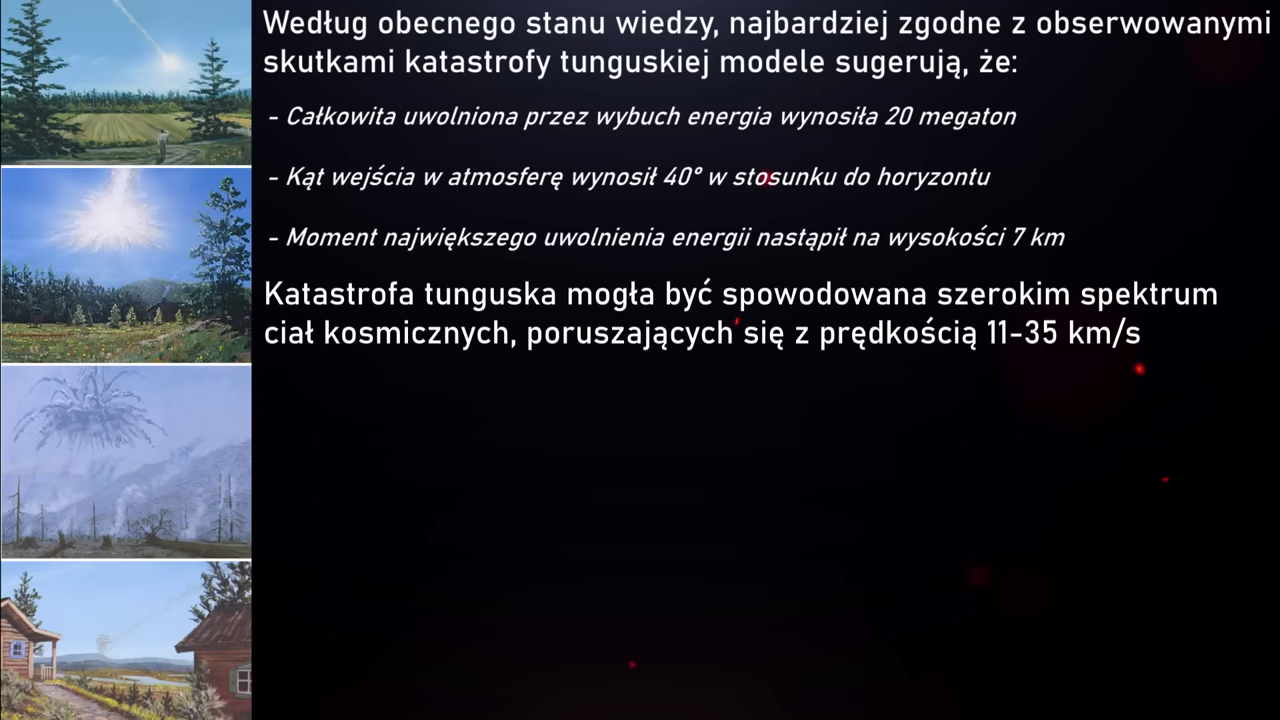 Według obecnego stanu wiedzy, najbardziej zgodne z obserwowanymi
skutkami katastrofy tunguskiej modele sugerują, że:
- Całkowita uwolniona przez wybuch energia wynosiła 20 megaton
- Kąt wejścia w atmosferę wynosił 40° w stosunku do horyzontu
- Moment największego uwolnienia energii nastąpił na wysokości 7 km
Katastrofa tunguska mogła być spowodowana szerokim spektrum
ciał kosmicznych, poruszających się z prędkością 11-35 km/s